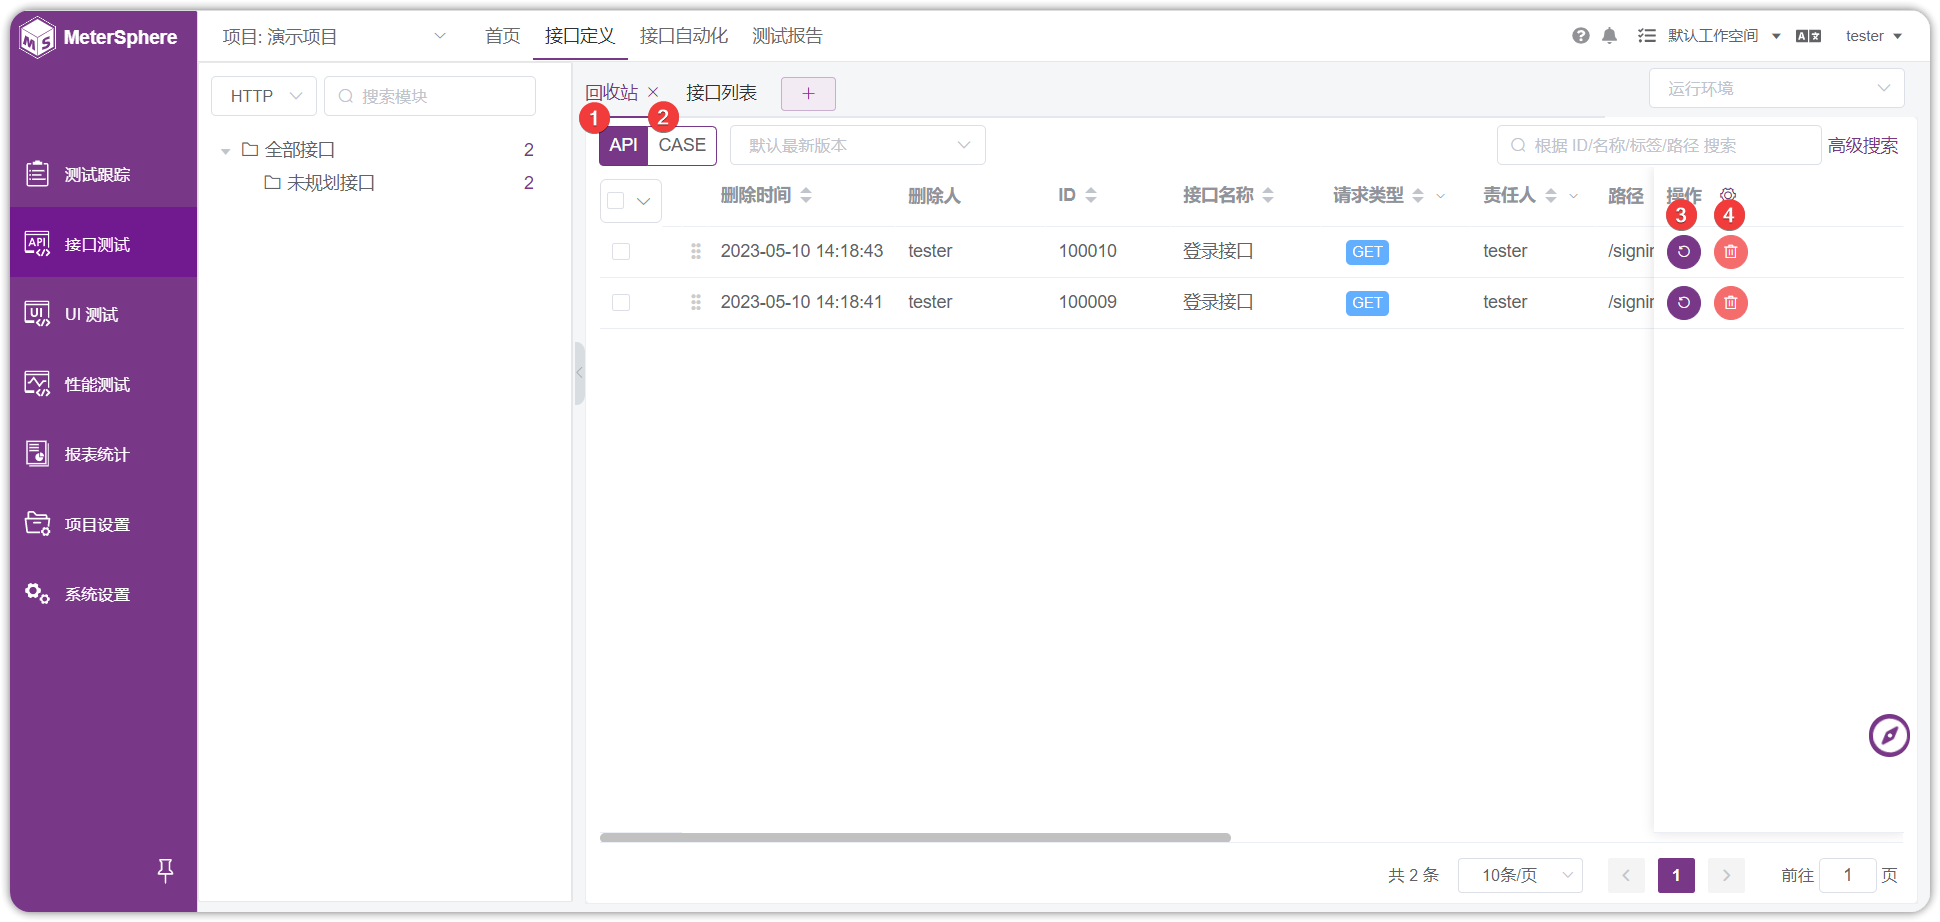 MeterSphere
项目: 演示项目
首页
接口定义
接口自动化
测试报告
默认工作空间
tester
HTTP
搜索模块
全部接口 2
未规划接口 2
测试跟踪
接口测试
UI 测试
性能测试
报表统计
项目设置
系统设置
回收站
接口列表
+
运行环境
1
2
API
CASE
默认最新版本
根据 ID/名称/标签/路径 搜索
高级搜索
删除时间 删除人 ID 接口名称 请求类型 责任人 路径 操作
3
4
2023-05-10 14:18:43 tester 100010 登录接口 GET tester /signir
2023-05-10 14:18:41 tester 100009 登录接口 GET tester /signir
共 2 条
10条/页
1
前往 1 页